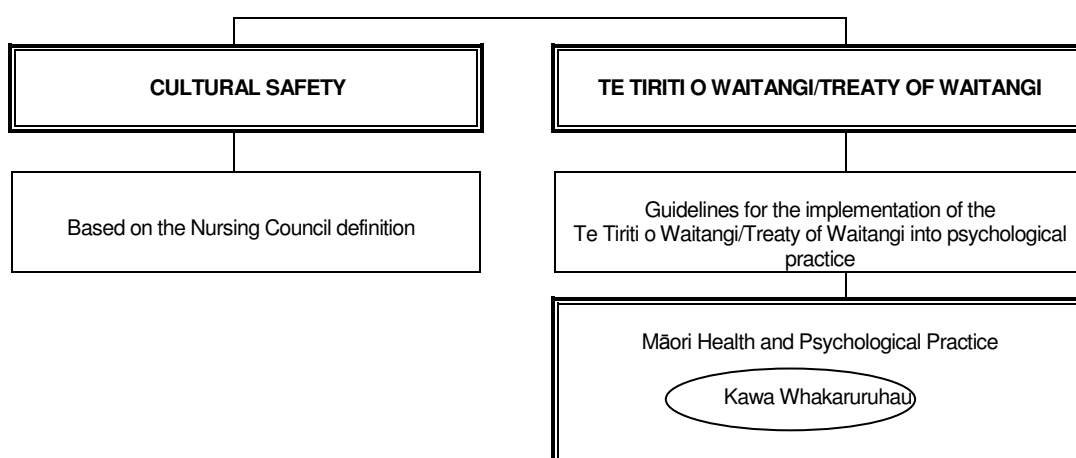 CULTURAL SAFETY
TE TIRITI O WAITANGI/TREATY OF WAITANGI
Based on the Nursing Council definition
Guidelines for the implementation of the
Te Tiriti o Waitangi/Treaty of Waitangi into psychological
practice
Māori Health and Psychological Practice
Kawa Whakaruruhau